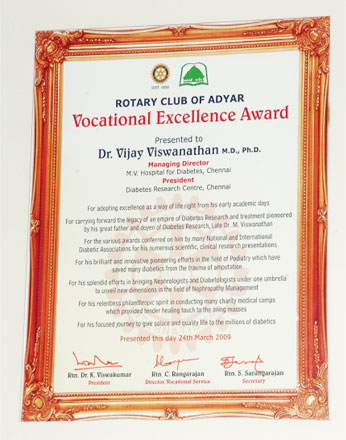 ROTARY CLUB OF ADYAR
Vocational Excellence Award
Presented to
Dr. Vijay Viswanathan M.D., Ph.D.
Managing Director
M.V. Hospital for Diabetes, Chennai
President
Diabetes Research Centre, Chennai
For adopting excellence as a way of life right from his early academic days
For carrying forward the legacy of an empire of Diabetes Research and treatment pioneered
by his great father and doyen of Diabetes Research, Late Dr. M. Viswanathan
For the various awards conferred on him by many National and International
Diabetic Associations for his numerous scientific, clinical research presentations
For his brilliant and innovative pioneering efforts in the field of Podiatry which have
saved many diabetics from the trauma of amputation
For his splendid efforts in bringing Nephrologists and Diabetologists under one umbrella
to unveil new dimensions in the field of Nephropathy Management
For his relentless philanthropic spirit in conducting many charity medical camps
which provided tender healing touch to the ailing masses
For his focused journey to give solace and quality life to the millions of diabetics
Presented this day 24th March 2009
Rtn. Dr. K. Viswakumar
President
Rtn. C. Rangarajan
Director Vocational Service
Rtn. S. Sarangarajan
Secretary